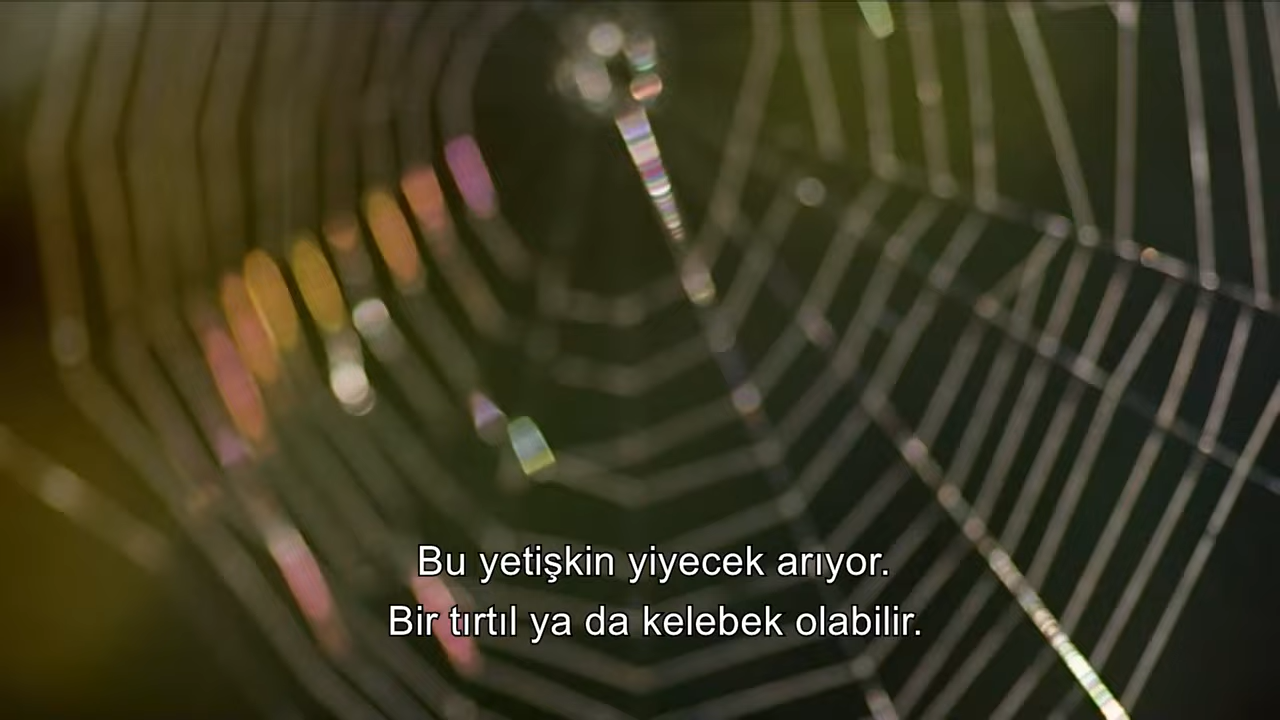 Bu yetişkin yiyecek arıyor.
Bir tırtıl ya da kelebek olabilir.